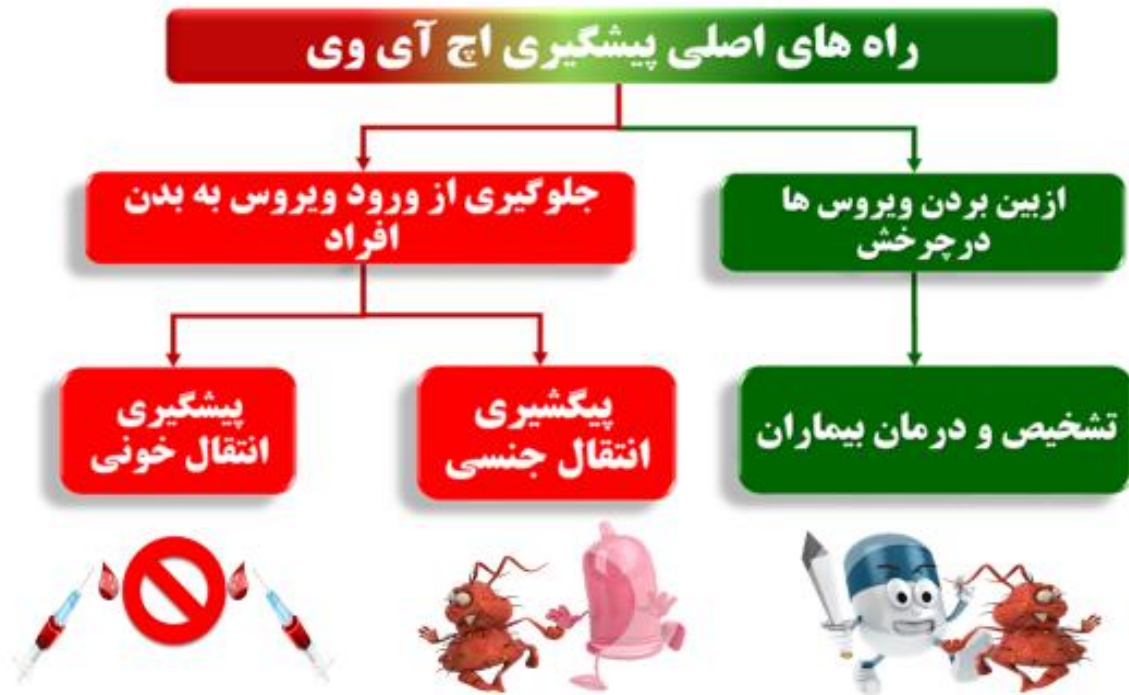 راه های اصلی پیشگیری اچ آی وی
ازبین بردن ویروس ها
درچرخش
جلوگیری از ورود ویروس به بدن
افراد
تشخیص و درمان بیماران
پیگشیری
انتقال جنسی
پیشگیری
انتقال خونی